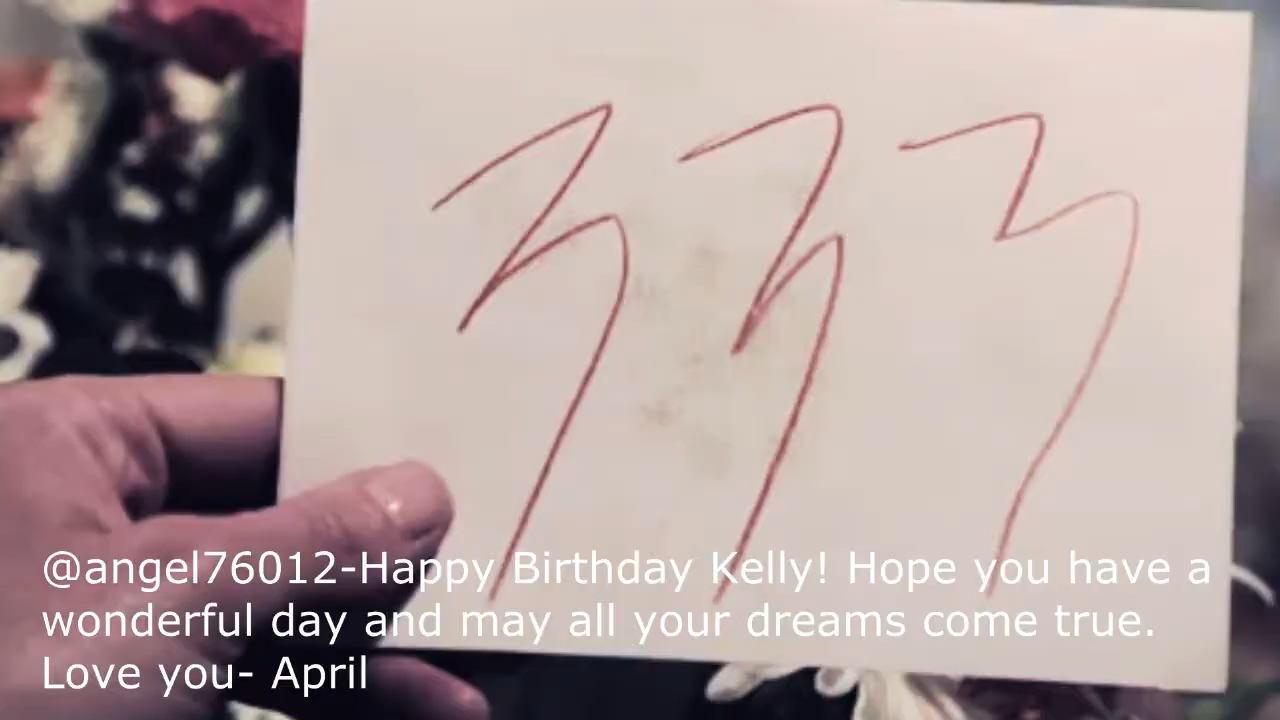 333
@angel76012-Happy Birthday Kelly! Hope you have a
wonderful day and may all your dreams come true.
Love you- April